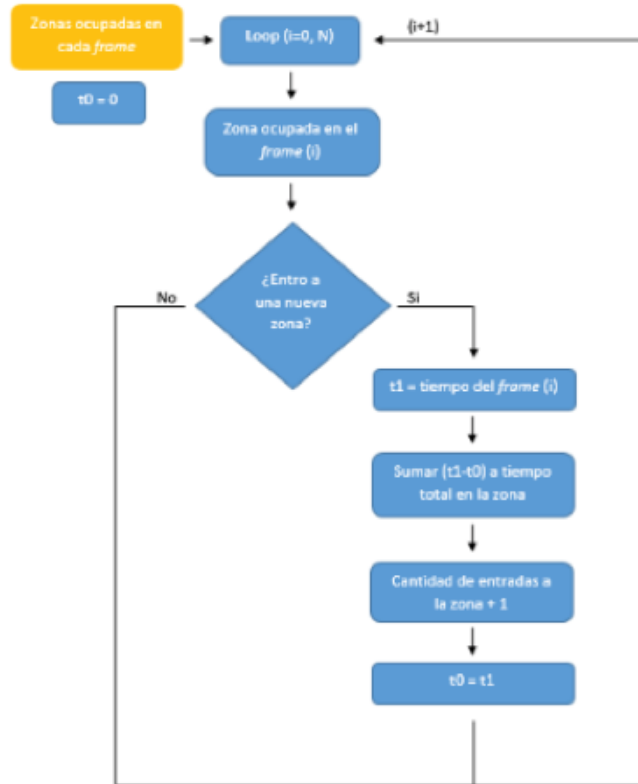 Zonas ocupadas en
cada frame
Loop (i=0, N)
(i+1)
t0 = 0
Zona ocupada en el
frame (i)
¿Entro a
una nueva
zona?
No
Si
t1 = tiempo del frame (i)
Sumar (t1-t0) a tiempo
total en la zona
Cantidad de entradas a
la zona + 1
t0 = t1